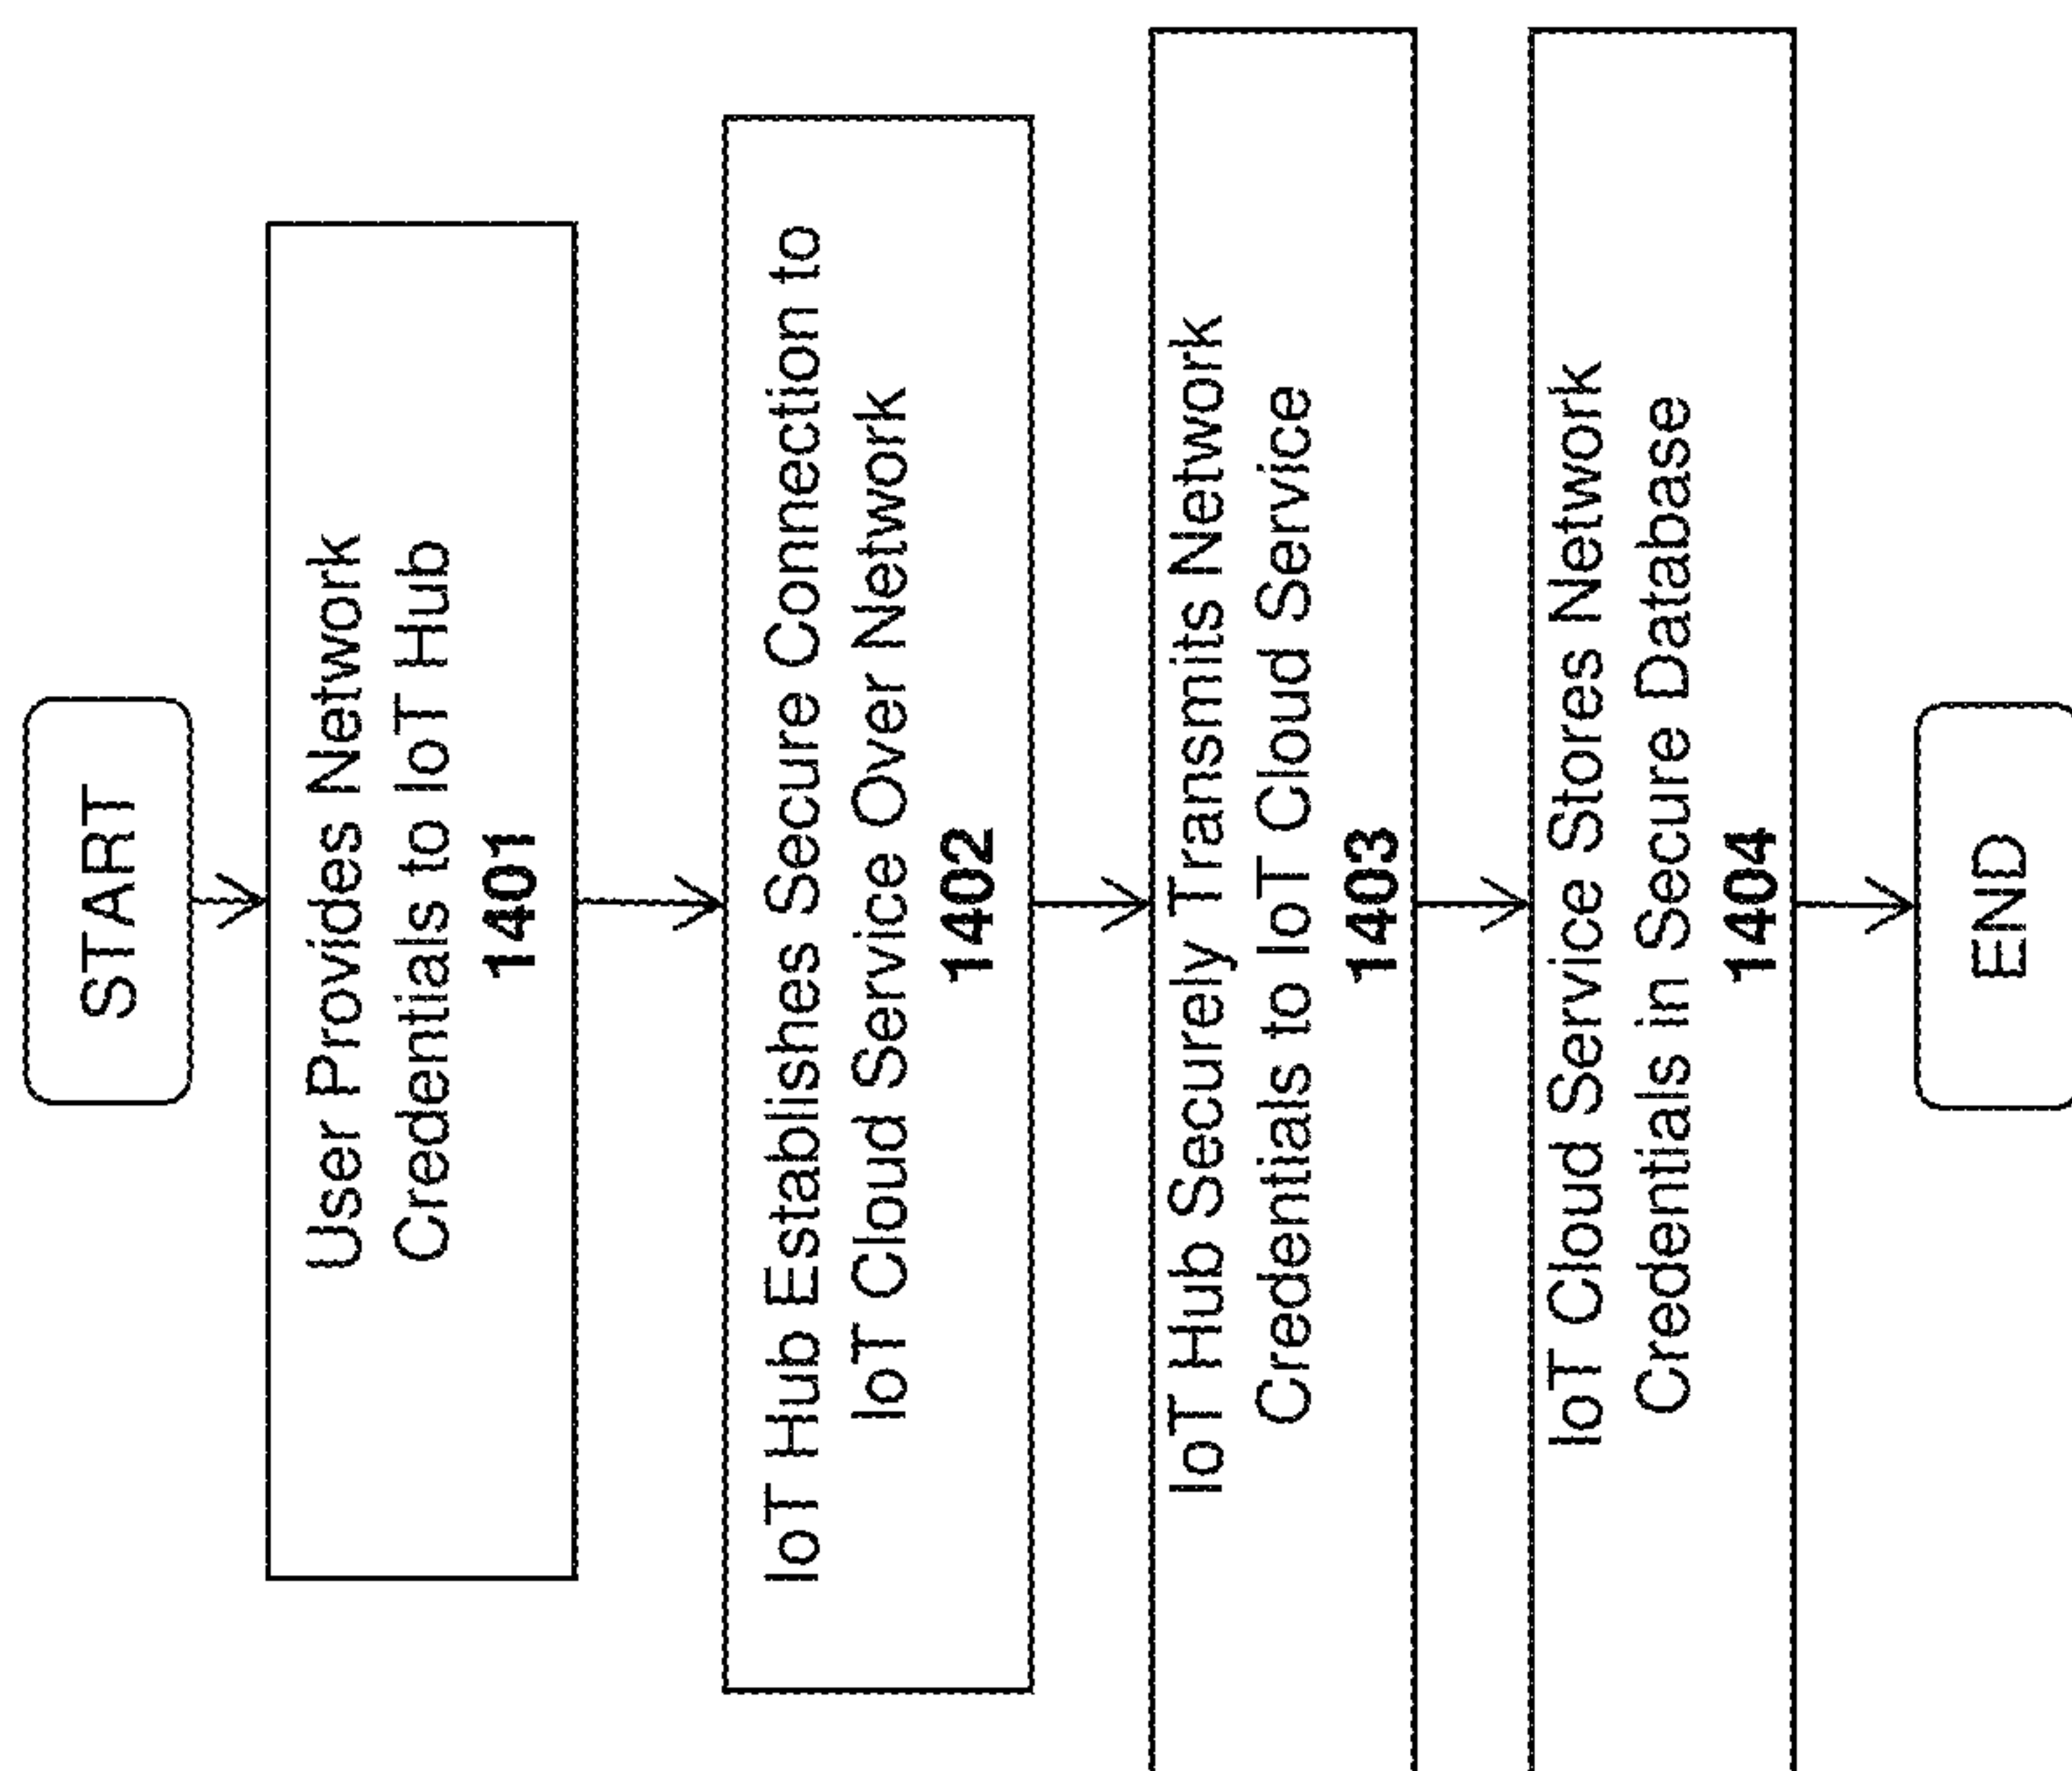 START
User Provides Network
Credentials to IoT Hub
1401
IoT Hub Establishes Secure Connection to
IoT Cloud Service Over Network
1402
IoT Hub Securely Transmits Network
Credentials to IoT Cloud Service
1403
IoT Cloud Service Stores Network
Credentials in Secure Database
1404
END